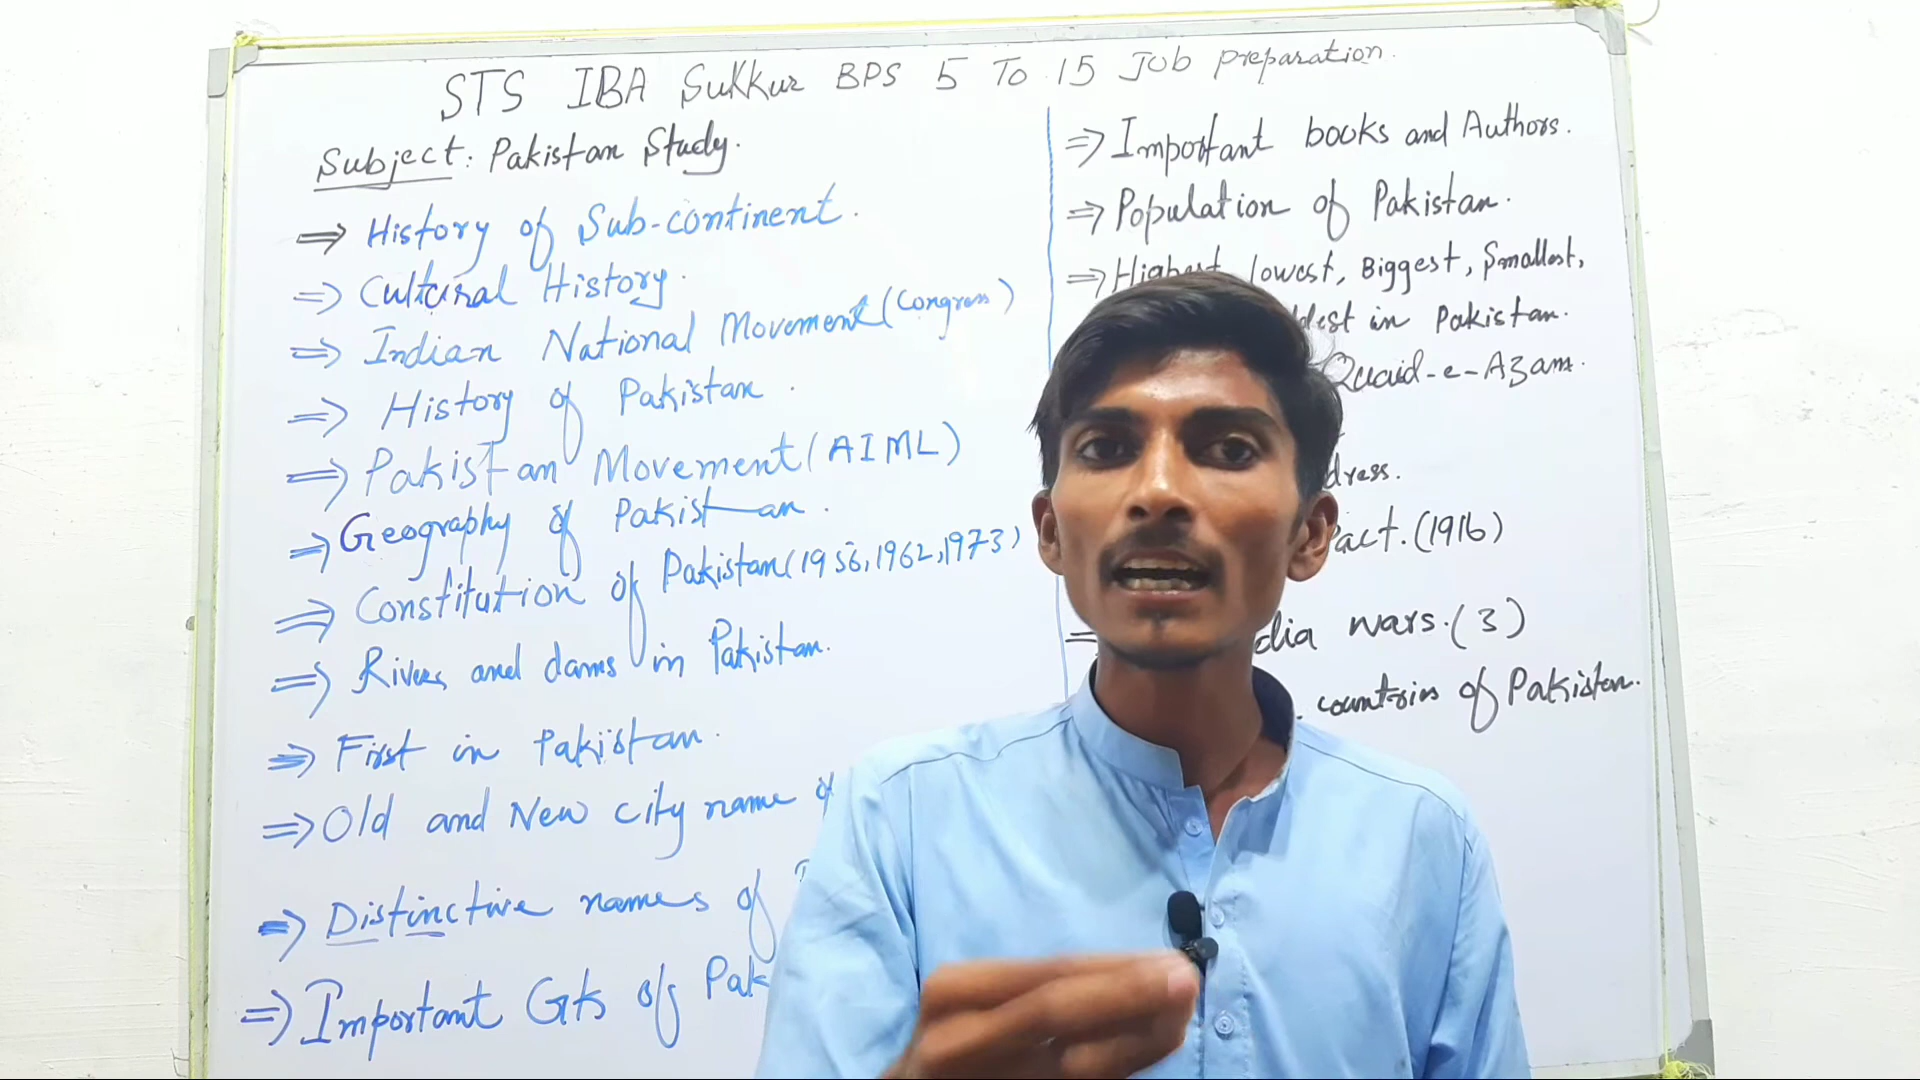 STS IBA Sukkur BPS 5 To 15 Job preparation.
Subject: Pakistan Study.
⇒ History of Sub-continent.
⇒ Cultural History.
⇒ Indian National Movement (Congress)
⇒ History of Pakistan.
⇒ Pakistan Movement (AIML)
⇒ Geography of Pakistan.
⇒ Constitution of Pakistan (1956, 1962, 1973)
⇒ Rivers and dams in Pakistan.
⇒ First in Pakistan.
⇒ Old and New city name of
⇒ Distinctive names of
⇒ Important Gks of Pak
⇒ Important books and Authors.
⇒ Population of Pakistan.
⇒ Highest, lowest, Biggest, Smallest,
in Pakistan.
Quaid-e-Azam.
dress.
act. (1916)
⇒ dia wars. (3)
countries of Pakistan.